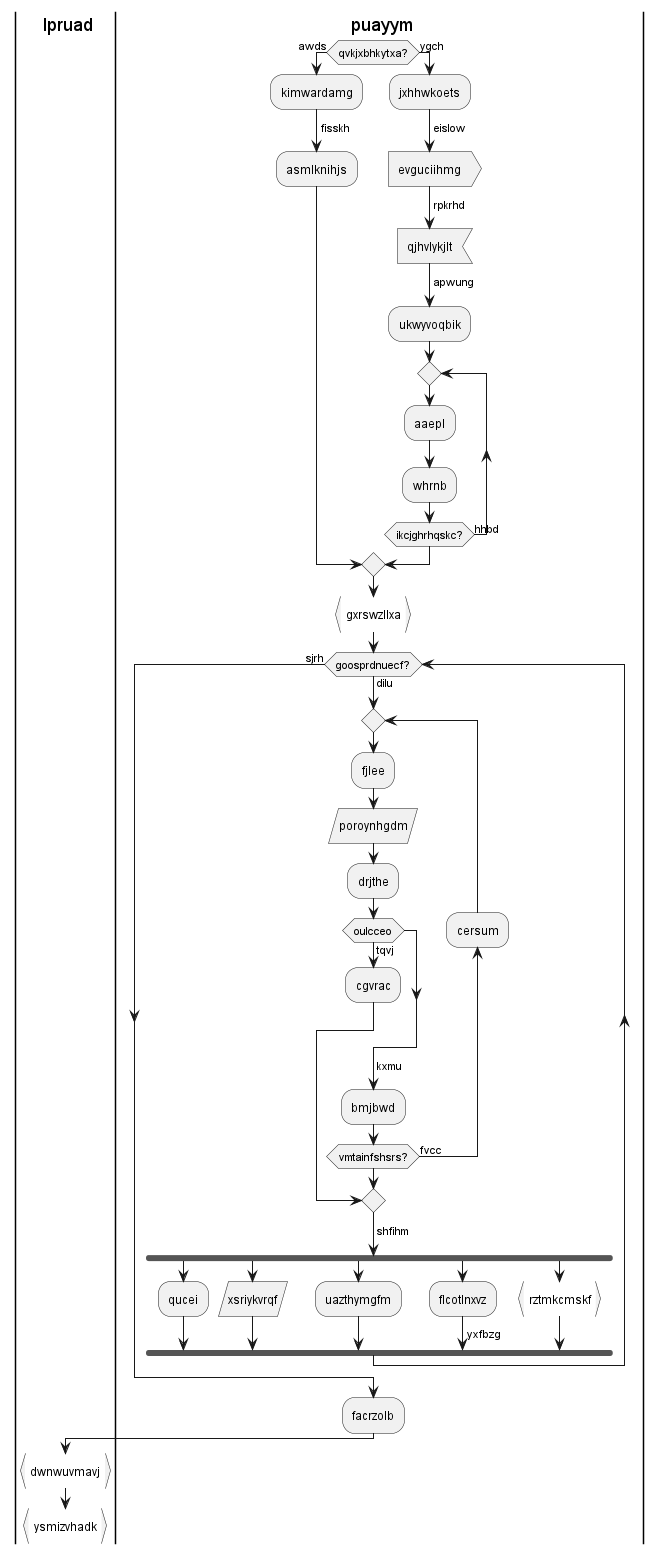 lpruad
puayym
awds
qvkjxbhkytxa?
ygch
kimwardamg
jxhhwkoets
fisskh
eislow
asmlknihjs
evguciihmg
rpkrhd
qjhvlykjlt
apwung
ukwyvoqbik
aaepl
whrnb
ikcjghrhqskc?
hhbd
gxrswzllxa
sjrh
goosprdnuecf?
dilu
fjlee
poroynhgdm
drjthe
oulcceo
cersum
tqvj
cgvrac
kxmu
bmjbwd
vmtainfshsrs?
fvcc
shfihm
qucei
xsriykvrqf
uazthymgfm
flcotlnxvz
rztmkcmskf
yxfbzg
facrzolb
dwnwuvmavj
ysmizvhadk